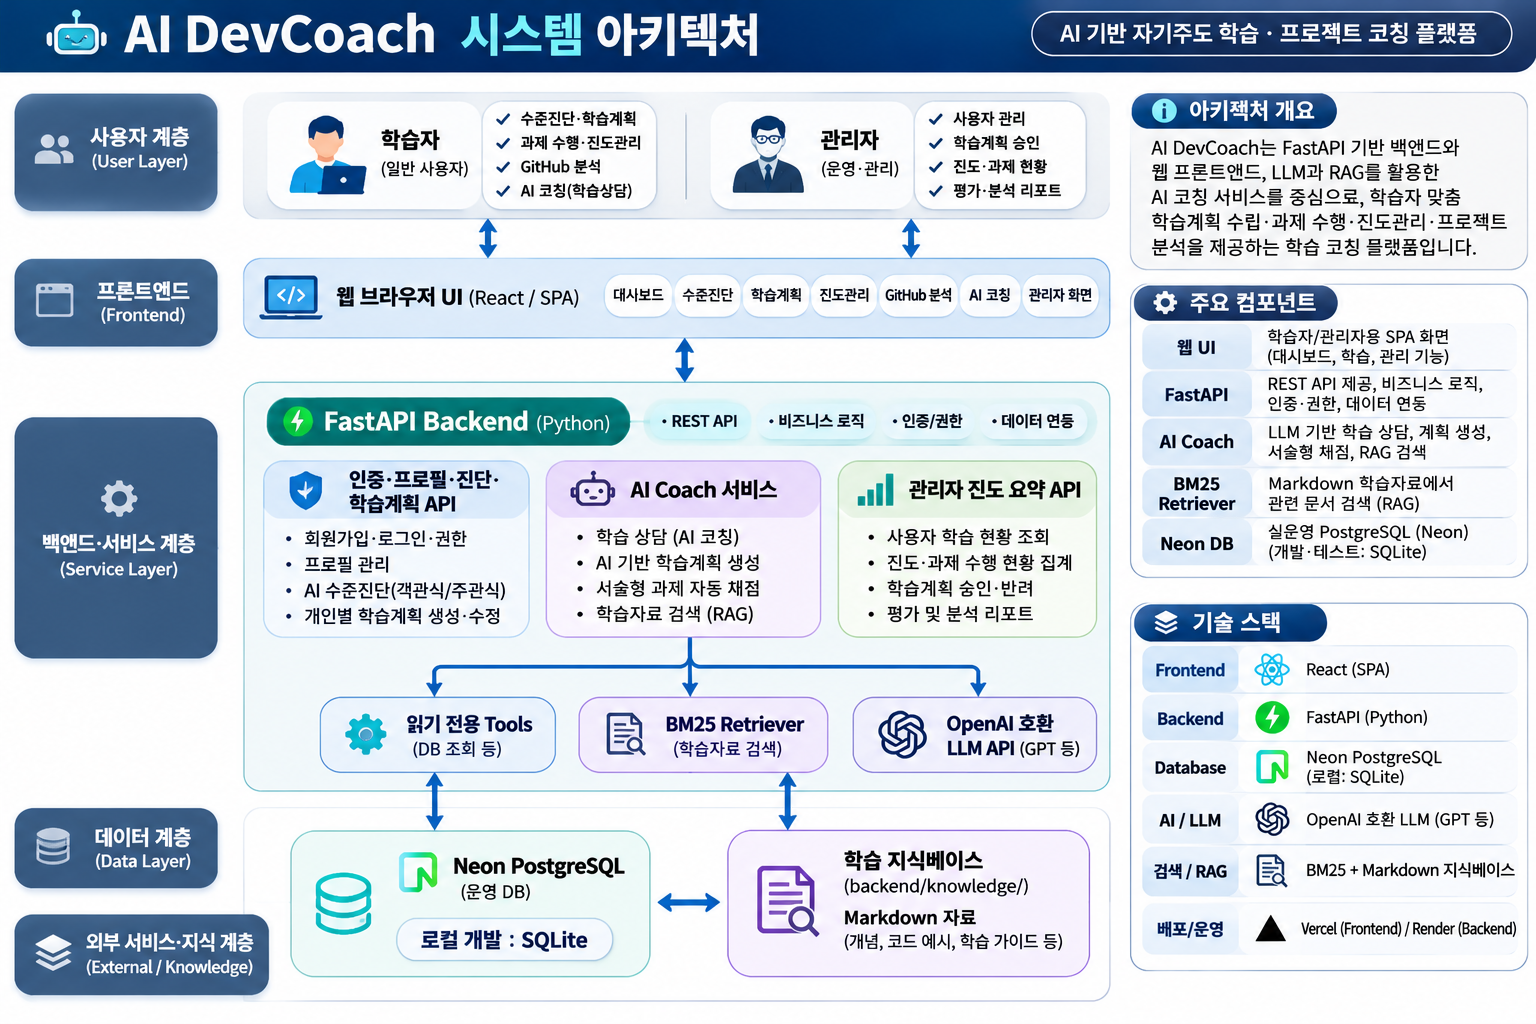 AI DevCoach 시스템 아키텍처
AI 기반 자기주도 학습 · 프로젝트 코칭 플랫폼
사용자 계층
(User Layer)
학습자
(일반 사용자)
수준진단·학습계획
과제 수행·진도관리
GitHub 분석
AI 코칭(학습상담)
관리자
(운영·관리)
사용자 관리
학습계획 승인
진도·과제 현황
평가·분석 리포트
프론트앤드
(Frontend)
웹 브라우저 UI (React / SPA)
대사보드
수준진단
학습계획
진도관리
GitHub 분석
AI 코칭
관리자 화면
백앤드·서비스 계층
(Service Layer)
FastAPI Backend (Python)
• REST API
• 비즈니스 로직
• 인증/권한
• 데이터 연동
인증·프로필·진단·
학습계획 API
• 회원가입·로그인·권한
• 프로필 관리
• AI 수준진단(객관식/주관식)
• 개인별 학습계획 생성·수정
AI Coach 서비스
• 학습 상담 (AI 코칭)
• AI 기반 학습계획 생성
• 서술형 과제 자동 채점
• 학습자료 검색 (RAG)
관리자 진도 요약 API
• 사용자 학습 현황 조회
• 진도·과제 수행 현황 집계
• 학습계획 숭인·반려
• 평가 및 분석 리포트
읽기 전용 Tools
(DB 조회 등)
BM25 Retriever
(학습자료 검색)
OpenAI 호환
LLM API (GPT 등)
데이터 계층
(Data Layer)
외부 서비스·지식 계층
(External / Knowledge)
Neon PostgreSQL
(운영 DB)
로컬 개발 : SQLite
학습 지식베이스
(backend/knowledge/)
Markdown 자료
(개념, 코드 에시, 학습 가이드 등)
아키젝처 개요
AI DevCoach는 FastAPI 기반 백앤드와
웹 프론트앤드, LLM과 RAG를 활용한
AI 코칭 서비스를 중심으로, 학습자 맞춤
학습계획 수립·과제 수행·진도관리·프로젝트
분석을 제공하는 학습 코칭 플랫폼입니다.
주요 컴포넌트
웹 UI
학습자/관리자용 SPA 화면
(대시보드, 학습, 관리 기능)
FastAPI
REST API 제공, 비즈니스 로직,
인증·권한, 데이터 연동
AI Coach
LLM 기반 학습 상담, 계획 생성,
서술형 채점, RAG 검색
BM25
Retriever
Markdown 학습자료에서
관련 문서 검색 (RAG)
Neon DB
실운영 PostgreSQL (Neon)
(개발·테스트: SQLite)
기술 스택
Frontend
React (SPA)
Backend
FastAPI (Python)
Database
Neon PostgreSQL
(로렵: SQLite)
AI / LLM
OpenAI 호환 LLM (GPT 등)
검색 / RAG
BM25 + Markdown 지식베이스
배포/운영
Vercel (Frontend) / Render (Backend)